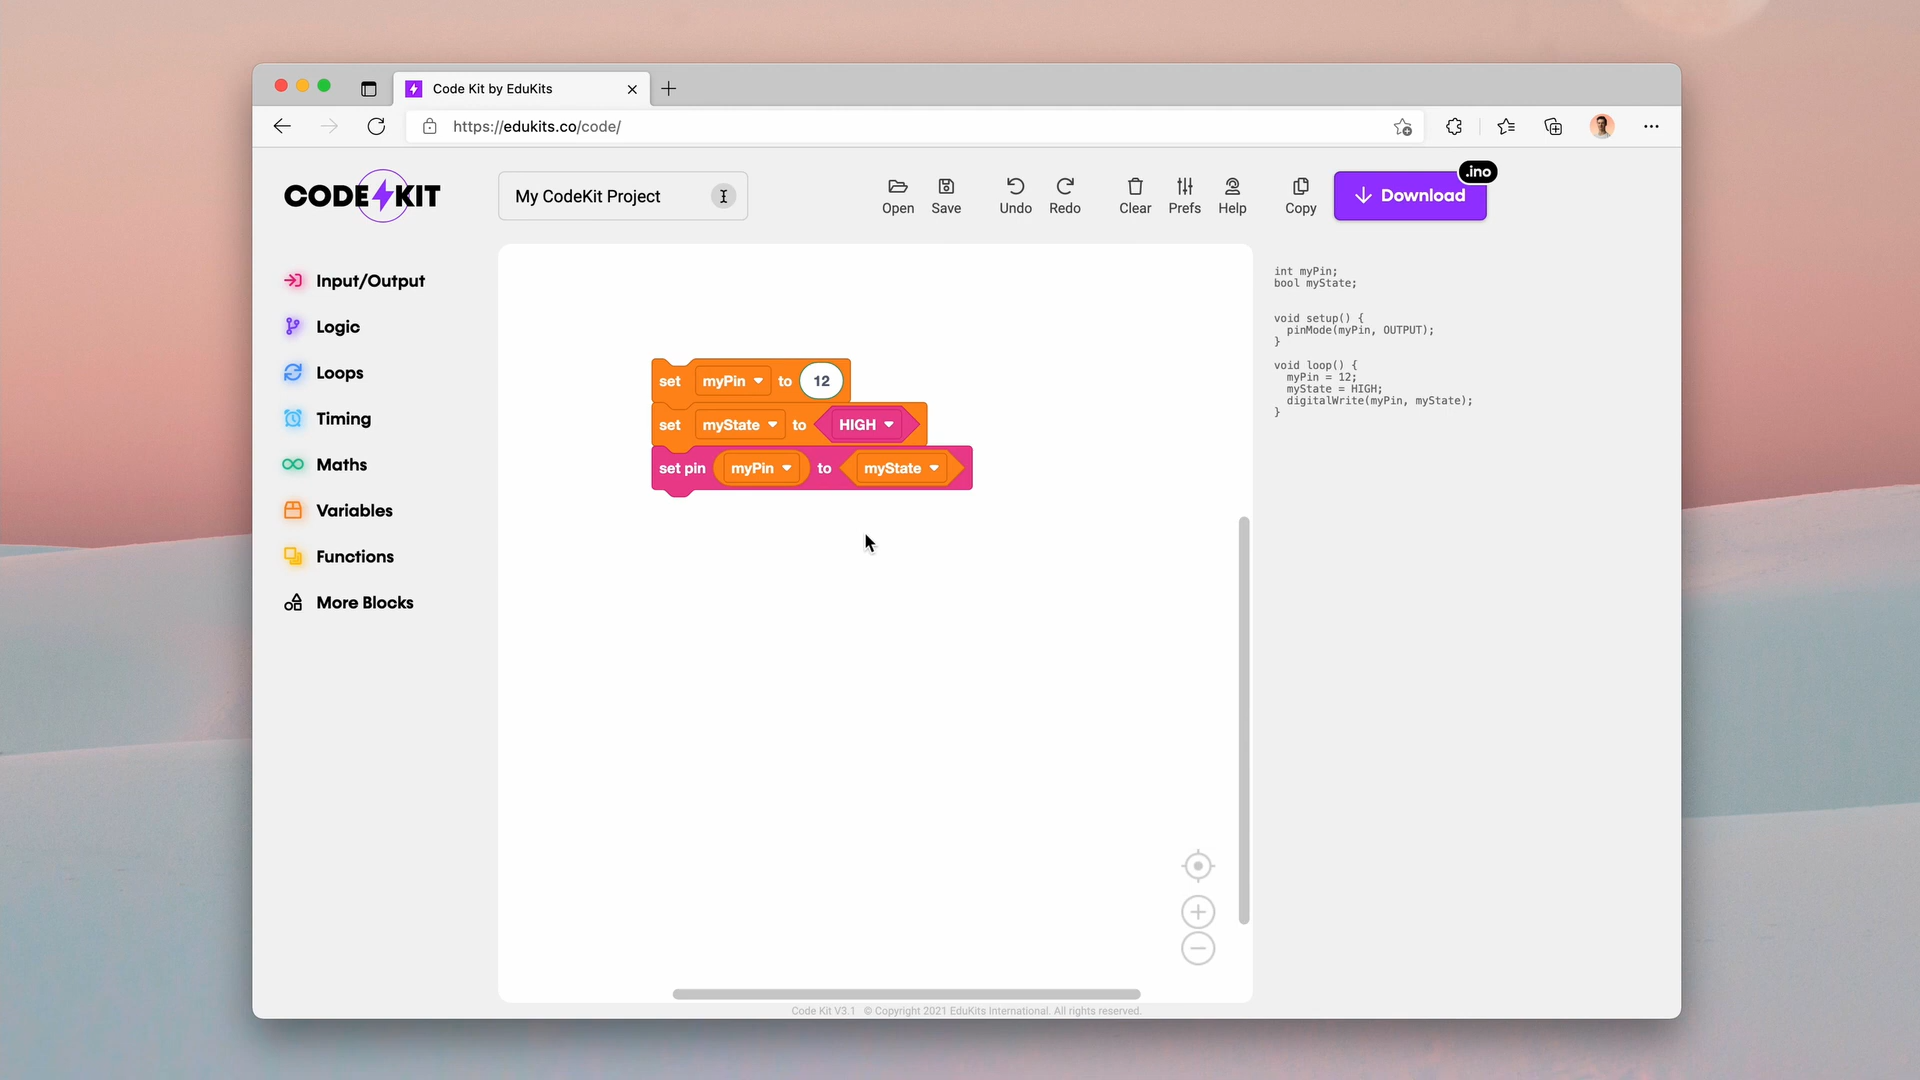 Code Kit by EduKits
https://edukits.co/code/
CODE KIT
My CodeKit Project
Open
Save
Undo
Redo
Clear
Prefs
Help
Copy
Download
.ino
Input/Output
Logic
Loops
Timing
Maths
Variables
Functions
More Blocks
set myPin to 12
set myState to HIGH
set pin myPin to myState
int myPin;
bool myState;
void setup() {
pinMode(myPin, OUTPUT);
}
void loop() {
myPin = 12;
myState = HIGH;
digitalWrite(myPin, myState);
}
Code Kit V3.1 © Copyright 2021 EduKits International. All rights reserved.